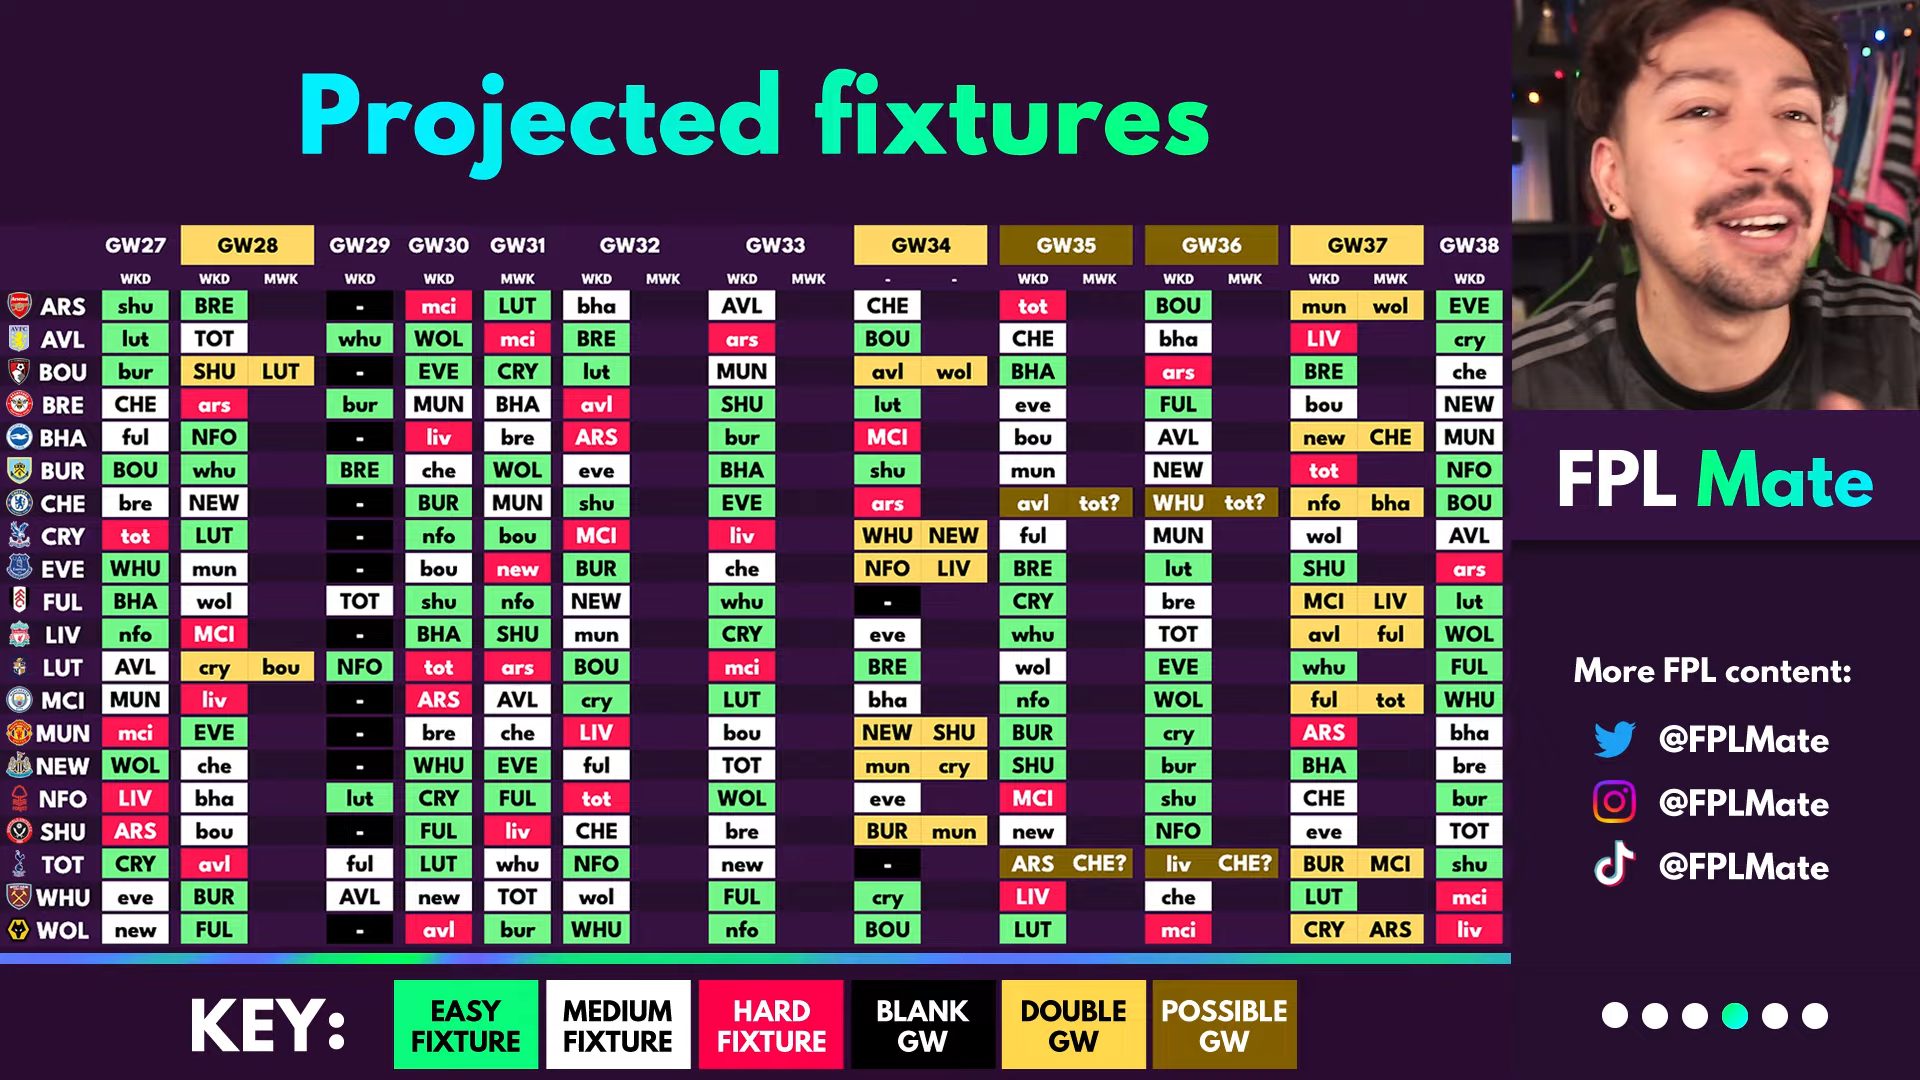 Projected fixtures
GW27 GW28 GW29 GW30 GW31 GW32 GW33 GW34 GW35 GW36 GW37 GW38
WKD WKD MWK WKD WKD MWK WKD MWK WKD MWK - - WKD MWK WKD MWK WKD MWK WKD
ARS shu BRE - mci LUT bha AVL CHE tot BOU mun wol EVE
AVL lut TOT whu WOL mci BRE ars BOU CHE bha LIV cry
BOU bur SHU LUT - EVE CRY lut MUN avl wol BHA ars BRE che
BRE CHE ars bur MUN BHA avl SHU lut eve FUL bou NEW
BHA ful NFO - liv bre ARS bur MCI bou AVL new CHE MUN
BUR BOU whu BRE che WOL eve BHA shu mun NEW tot NFO
CHE bre NEW - BUR MUN shu EVE ars avl tot? WHU tot? nfo bha BOU
CRY tot LUT - nfo bou MCI liv WHU NEW ful MUN wol AVL
EVE WHU mun - bou new BUR che NFO LIV BRE lut SHU ars
FUL BHA wol TOT shu nfo NEW whu - CRY bre MCI LIV lut
LIV nfo MCI - BHA SHU mun CRY eve whu TOT avl ful WOL
LUT AVL cry bou NFO tot ars BOU mci BRE wol EVE whu FUL
MCI MUN liv - ARS AVL cry LUT bha nfo WOL ful tot WHU
MUN mci EVE - bre che LIV bou NEW SHU BUR cry ARS bha
NEW WOL che - WHU EVE ful TOT mun cry SHU bur BHA bre
NFO LIV bha lut CRY FUL tot WOL eve MCI shu CHE bur
SHU ARS bou - FUL liv CHE bre BUR mun new NFO eve TOT
TOT CRY avl ful LUT whu NFO new - ARS CHE? liv CHE? BUR MCI shu
WHU eve BUR AVL new TOT wol FUL cry LIV che LUT mci
WOL new FUL - avl bur WHU nfo BOU LUT mci CRY ARS liv
KEY:
EASY
FIXTURE
MEDIUM
FIXTURE
HARD
FIXTURE
BLANK
GW
DOUBLE
GW
POSSIBLE
GW
FPL Mate
More FPL content:
@FPLMate
@FPLMate
@FPLMate